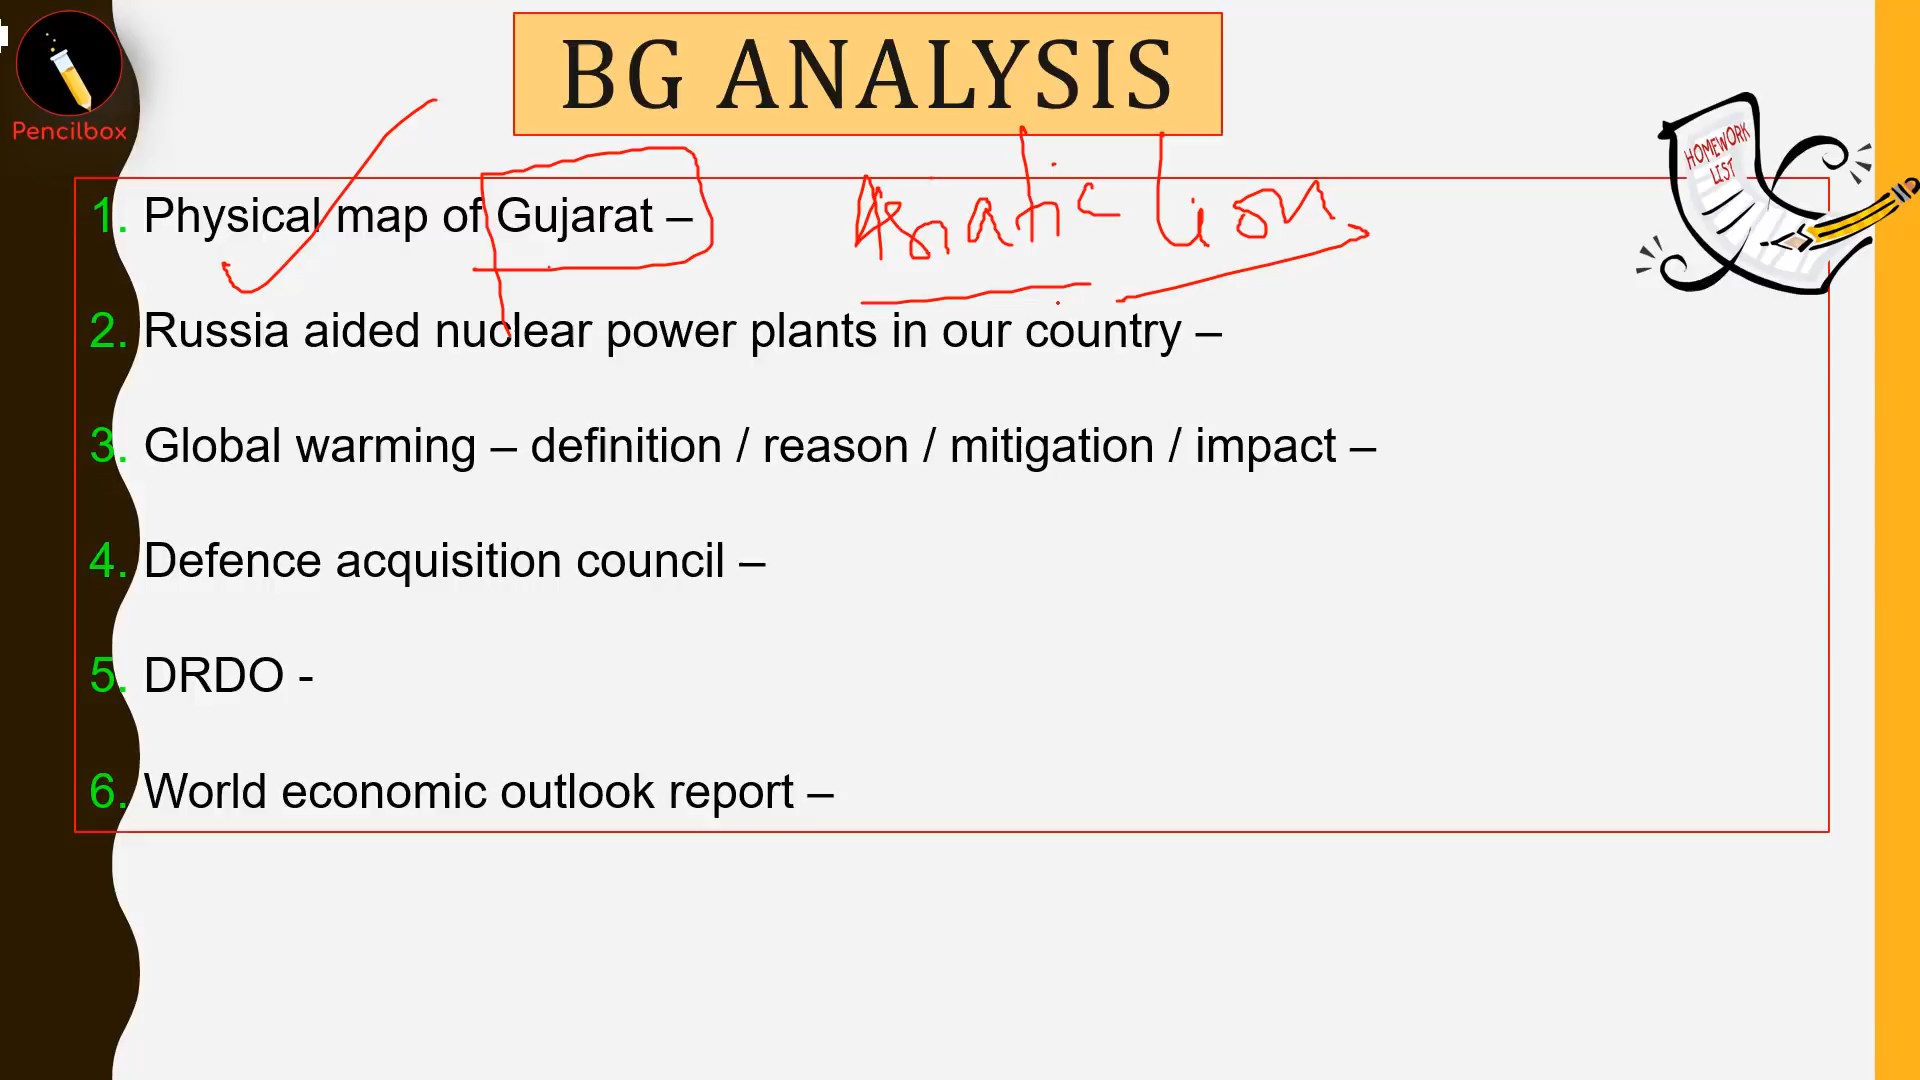 BG ANALYSIS
Pencilbox
HOMEWORK
LIST
1. Physical map of Gujarat – Asiatic Lion
2. Russia aided nuclear power plants in our country –
3. Global warming – definition / reason / mitigation / impact –
4. Defence acquisition council –
5. DRDO -
6. World economic outlook report –